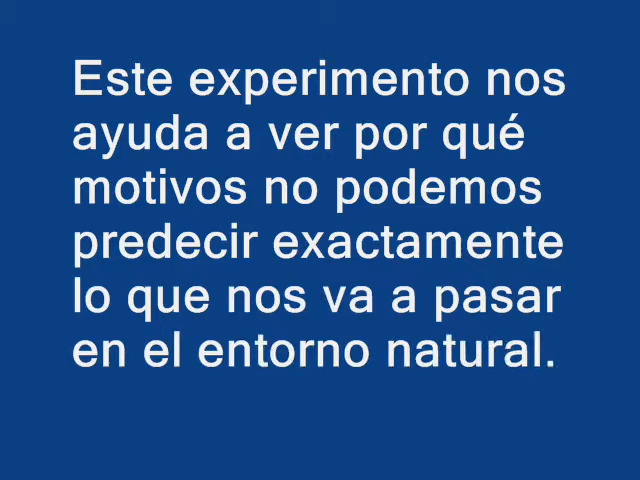 Este experimento nos
ayuda a ver por qué
motivos no podemos
predecir exactamente
lo que nos va a pasar
en el entorno natural.